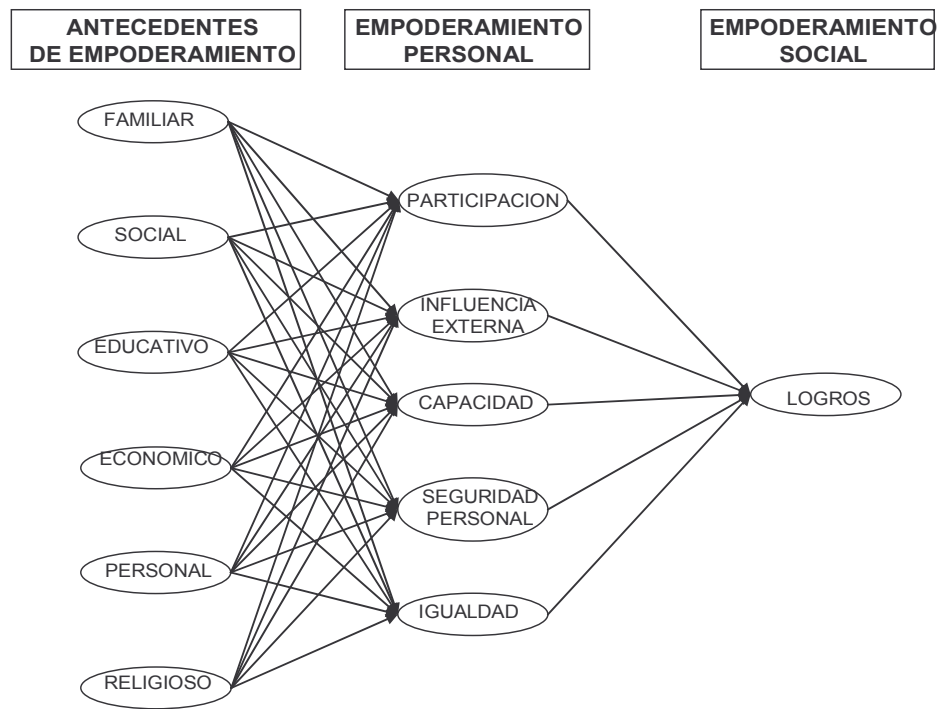 ANTECEDENTES
DE EMPODERAMIENTO
EMPODERAMIENTO
PERSONAL
EMPODERAMIENTO
SOCIAL
FAMILIAR
SOCIAL
EDUCATIVO
ECONOMICO
PERSONAL
RELIGIOSO
PARTICIPACION
INFLUENCIA
EXTERNA
CAPACIDAD
SEGURIDAD
PERSONAL
IGUALDAD
LOGROS